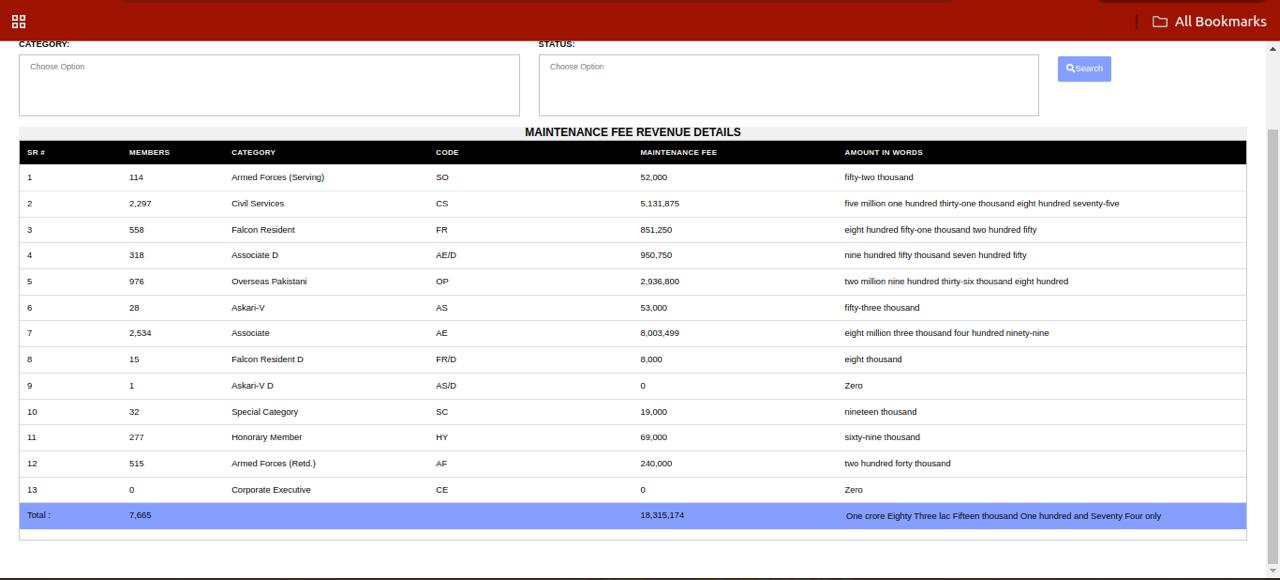 All Bookmarks
CATEGORY: STATUS:
Choose Option Choose Option Search
MAINTENANCE FEE REVENUE DETAILS
SR # MEMBERS CATEGORY CODE MAINTENANCE FEE AMOUNT IN WORDS
1 114 Armed Forces (Serving) SO 52,000 fifty-two thousand
2 2,297 Civil Services CS 5,131,875 five million one hundred thirty-one thousand eight hundred seventy-five
3 558 Falcon Resident FR 851,250 eight hundred fifty-one thousand two hundred fifty
4 318 Associate D AE/D 950,750 nine hundred fifty thousand seven hundred fifty
5 976 Overseas Pakistani OP 2,936,800 two million nine hundred thirty-six thousand eight hundred
6 28 Askari-V AS 53,000 fifty-three thousand
7 2,534 Associate AE 8,003,499 eight million three thousand four hundred ninety-nine
8 15 Falcon Resident D FR/D 8,000 eight thousand
9 1 Askari-V D AS/D 0 Zero
10 32 Special Category SC 19,000 nineteen thousand
11 277 Honorary Member HY 69,000 sixty-nine thousand
12 515 Armed Forces (Retd.) AF 240,000 two hundred forty thousand
13 0 Corporate Executive CE 0 Zero
Total : 7,665 18,315,174 One crore Eighty Three lac Fifteen thousand One hundred and Seventy Four only